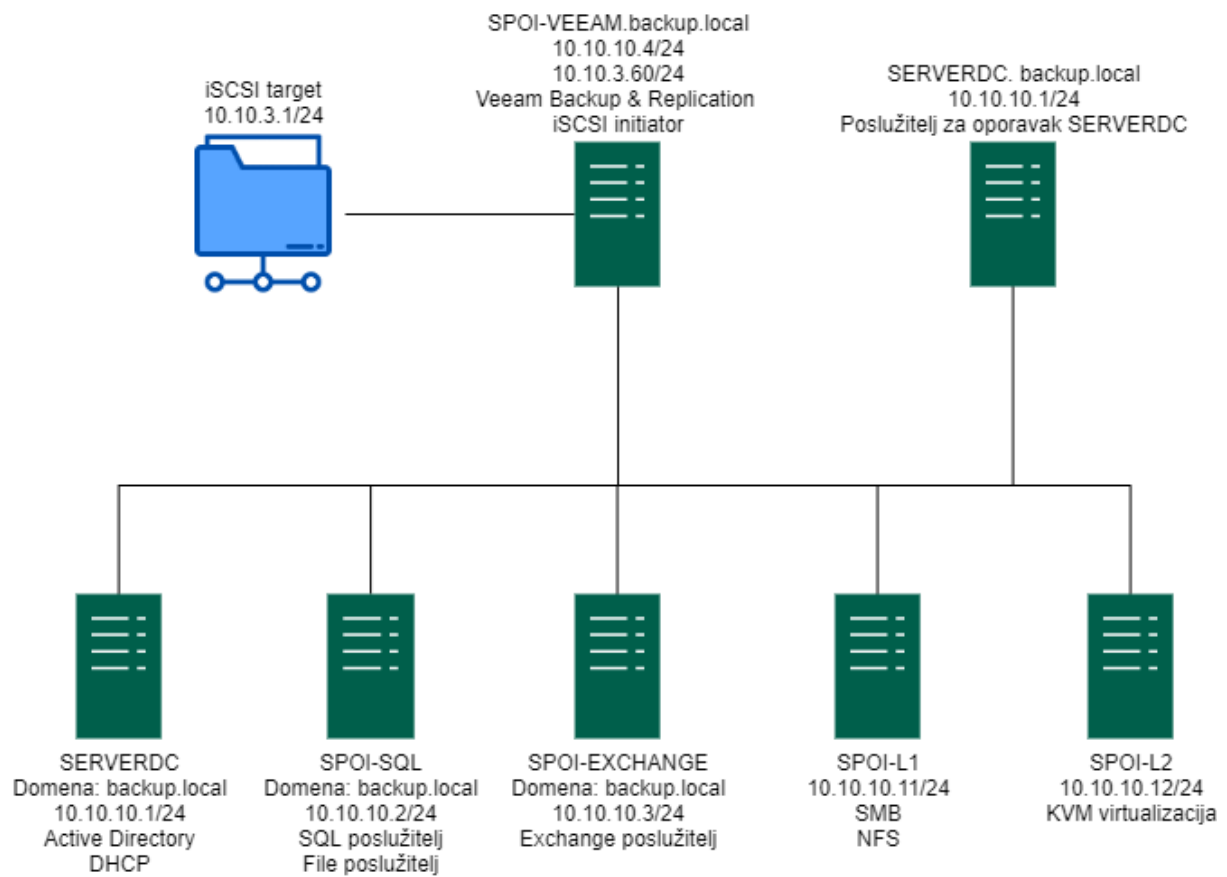 SPOI-VEEAM.backup.local
10.10.10.4/24
10.10.3.60/24
Veeam Backup & Replication
iSCSI initiator
iSCSI target
10.10.3.1/24
SERVERDC. backup.local
10.10.10.1/24
Poslužitelj za oporavak SERVERDC
SERVERDC
Domena: backup.local
10.10.10.1/24
Active Directory
DHCP
SPOI-SQL
Domena: backup.local
10.10.10.2/24
SQL poslužitelj
File poslužitelj
SPOI-EXCHANGE
Domena: backup.local
10.10.10.3/24
Exchange poslužitelj
SPOI-L1
10.10.10.11/24
SMB
NFS
SPOI-L2
10.10.10.12/24
KVM virtualizacija